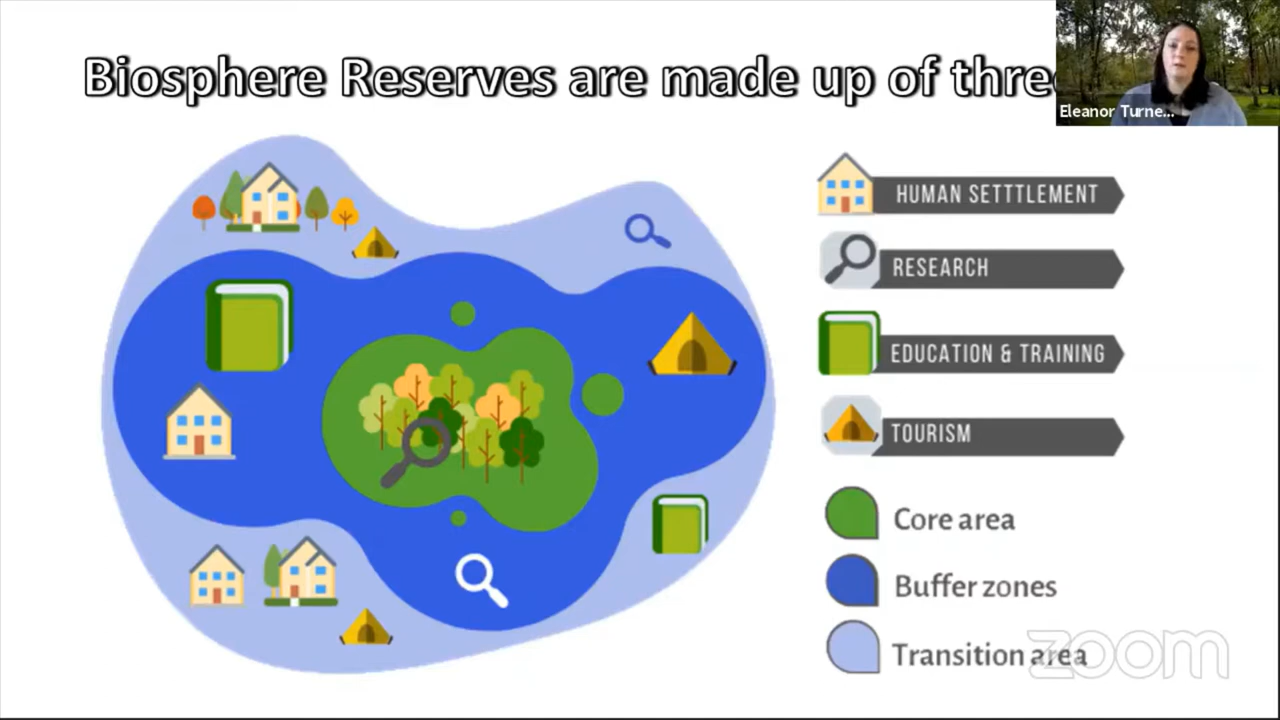 Biosphere Reserves are made up of three
Eleanor Turne...
HUMAN SETTTLEMENT
RESEARCH
EDUCATION & TRAINING
TOURISM
Core area
Buffer zones
Transition area
zoom